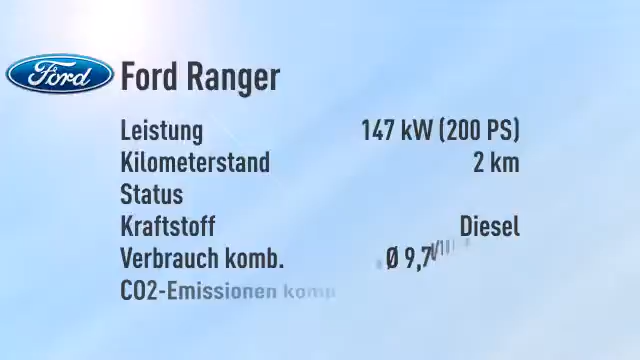 Ford Ford Ranger
Leistung 147 kW (200 PS)
Kilometerstand 2 km
Status
Kraftstoff Diesel
Verbrauch komb. Ø 9,7
CO2-Emissionen